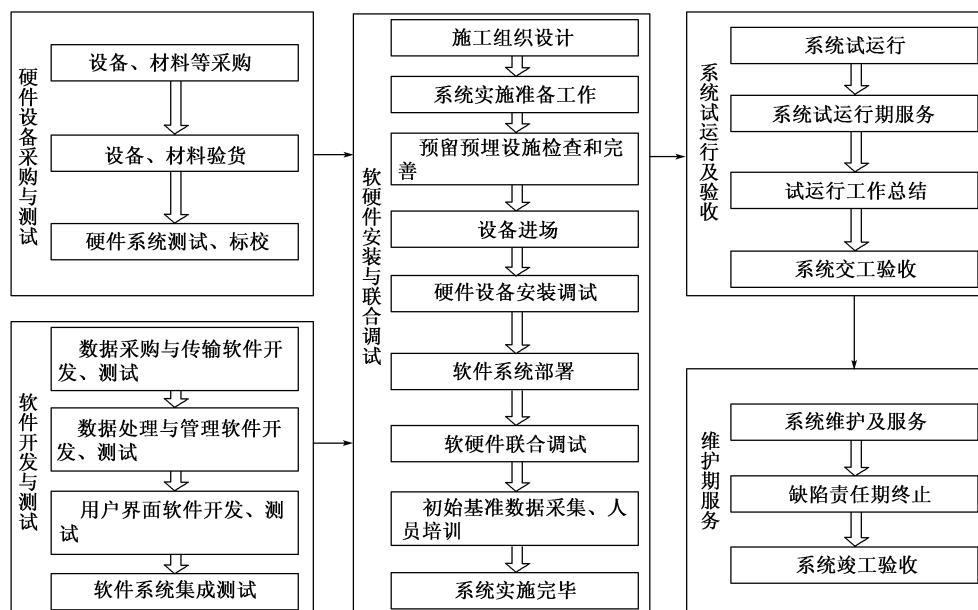 硬件设备采购与测试
设备、材料等采购
设备、材料验货
硬件系统测试、标校
软件开发与测试
数据采购与传输软件开
发、测试
数据处理与管理软件开
发、测试
用户界面软件开发、测
试
软件系统集成测试
软硬件安装与联合调试
施工组织设计
系统实施准备工作
预留预埋设施检查和完
善
设备进场
硬件设备安装调试
软件系统部署
软硬件联合调试
初始基准数据采集、人
员培训
系统实施完毕
系统试运行及验收
系统试运行
系统试运行期服务
试运行工作总结
系统交工验收
维护期服务
系统维护及服务
缺陷责任期终止
系统竣工验收